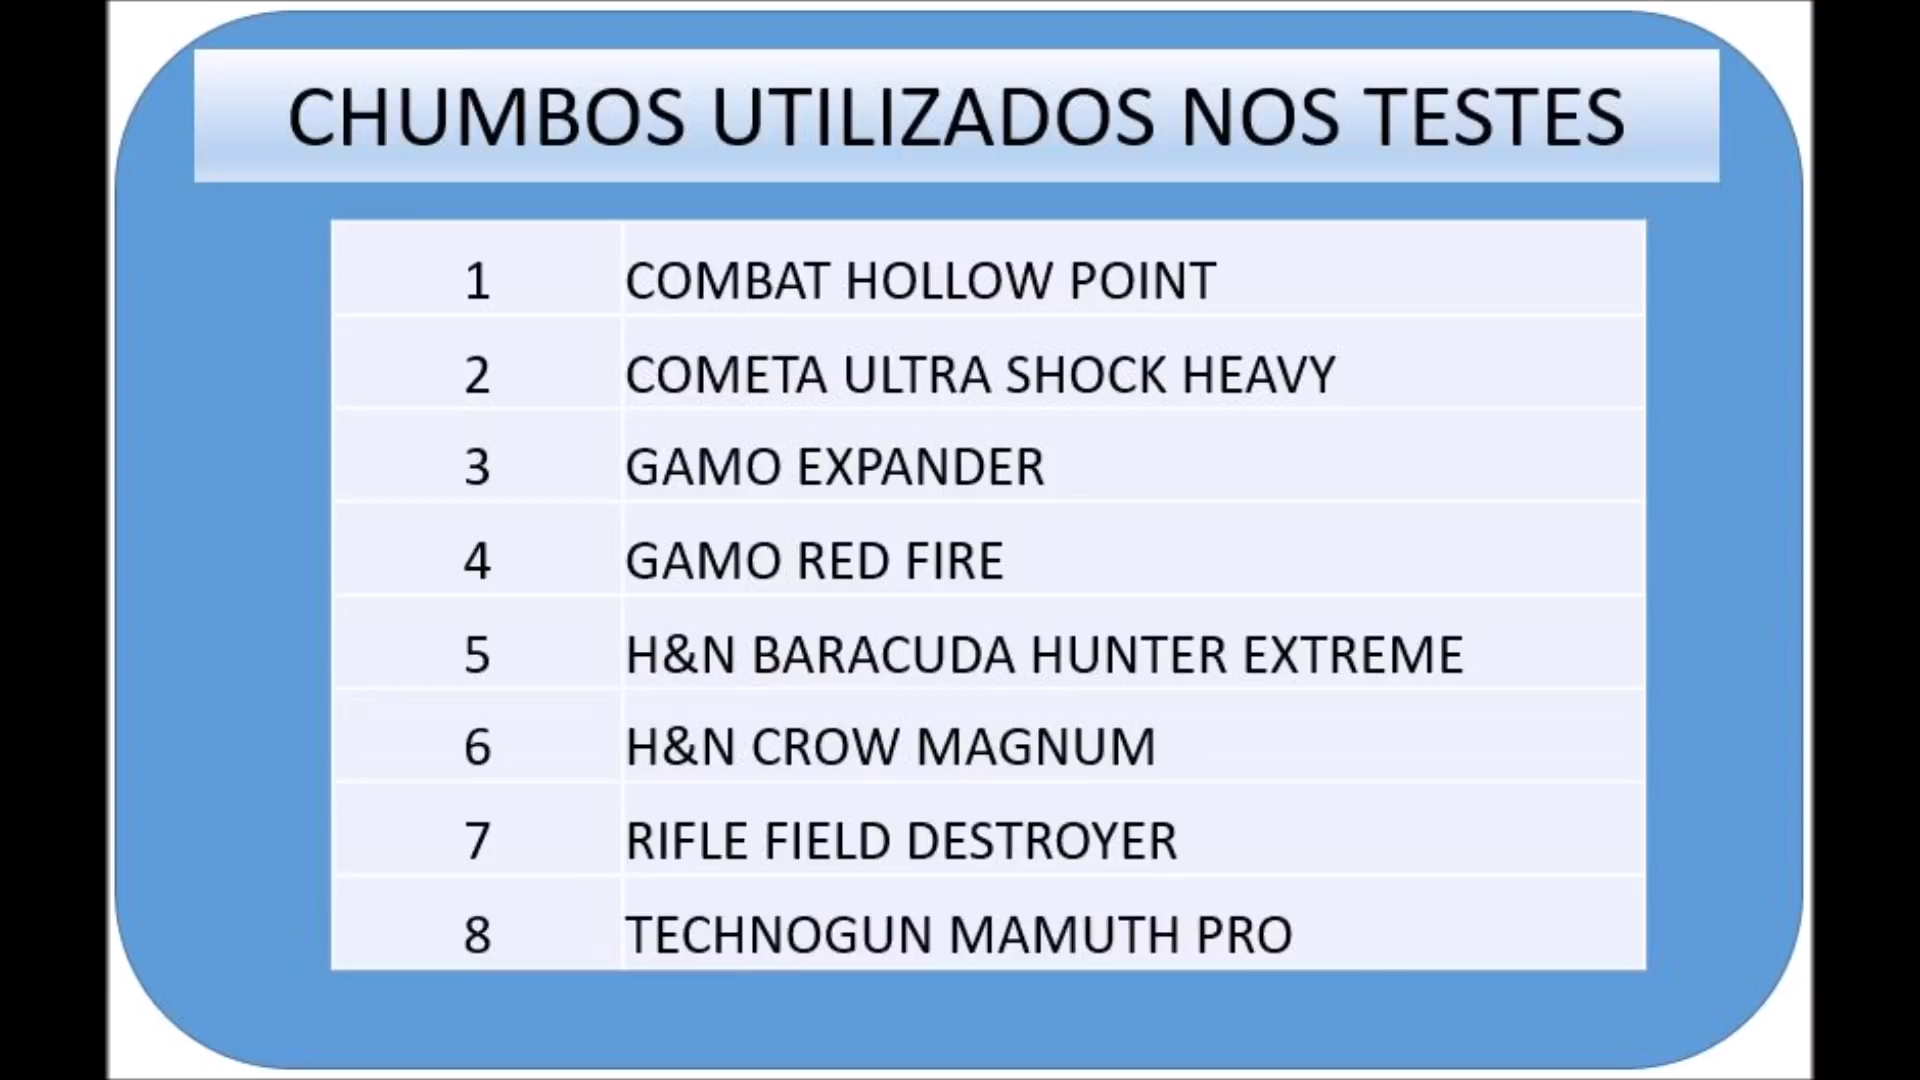 CHUMBOS UTILIZADOS NOS TESTES
1 COMBAT HOLLOW POINT
2 COMETA ULTRA SHOCK HEAVY
3 GAMO EXPANDER
4 GAMO RED FIRE
5 H&N BARACUDA HUNTER EXTREME
6 H&N CROW MAGNUM
7 RIFLE FIELD DESTROYER
8 TECHNOGUN MAMUTH PRO